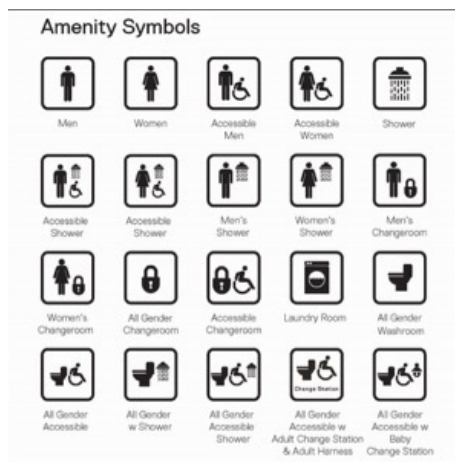 Amenity Symbols
Men
Women
Accessible
Men
Accessible
Women
Shower
Accessible
Shower
Accessible
Shower
Men's
Shower
Women's
Shower
Men's
Changeroom
Women's
Changeroom
All Gender
Changeroom
Accessible
Changeroom
Laundry Room
All Gender
Washroom
Change Station
All Gender
Accessible
All Gender
w Shower
All Gender
Accessible
Shower
All Gender
Accessible w
Adult Change Station
& Adult Harness
All Gender
Accessible w
Baby
Change Station